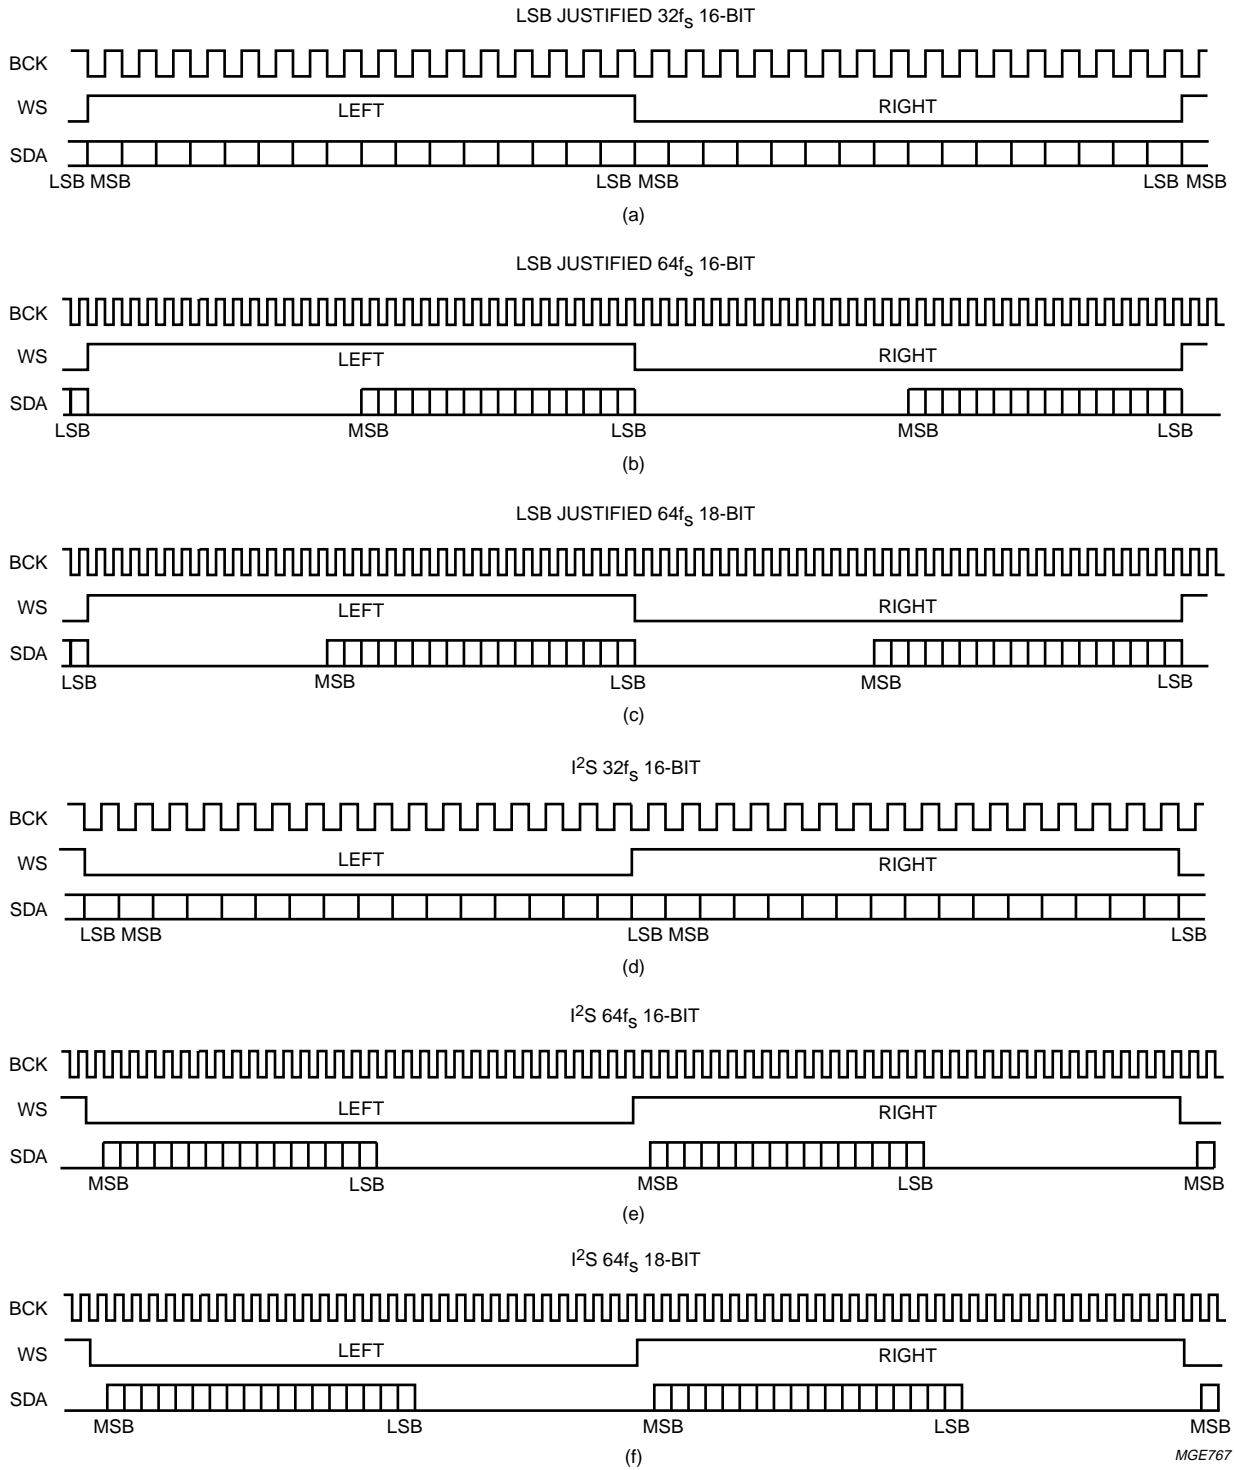 LSB JUSTIFIED 32fS 16-BIT
BCK
WS LEFT RIGHT
SDA
LSB MSB LSB MSB LSB MSB
(a)
LSB JUSTIFIED 64fS 16-BIT
BCK
WS LEFT RIGHT
SDA
LSB MSB LSB MSB LSB
(b)
LSB JUSTIFIED 64fS 18-BIT
BCK
WS LEFT RIGHT
SDA
LSB MSB LSB MSB LSB
(c)
I²S 32fS 16-BIT
BCK
WS LEFT RIGHT
SDA
LSB MSB LSB MSB LSB
(d)
I²S 64fS 16-BIT
BCK
WS LEFT RIGHT
SDA
MSB LSB MSB LSB MSB
(e)
I²S 64fS 18-BIT
BCK
WS LEFT RIGHT
SDA
MSB LSB MSB LSB MSB
(f) MGE767